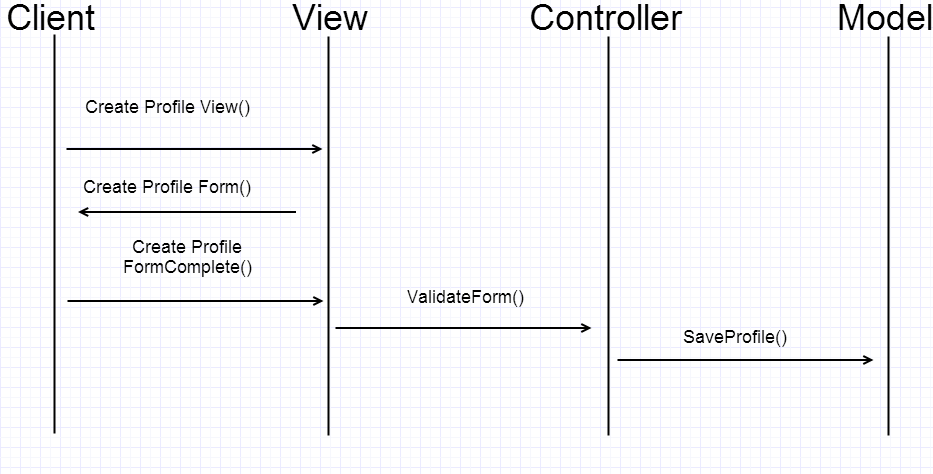 Client View Controller Model
Create Profile View()
Create Profile Form()
Create Profile
FormComplete()
ValidateForm()
SaveProfile()